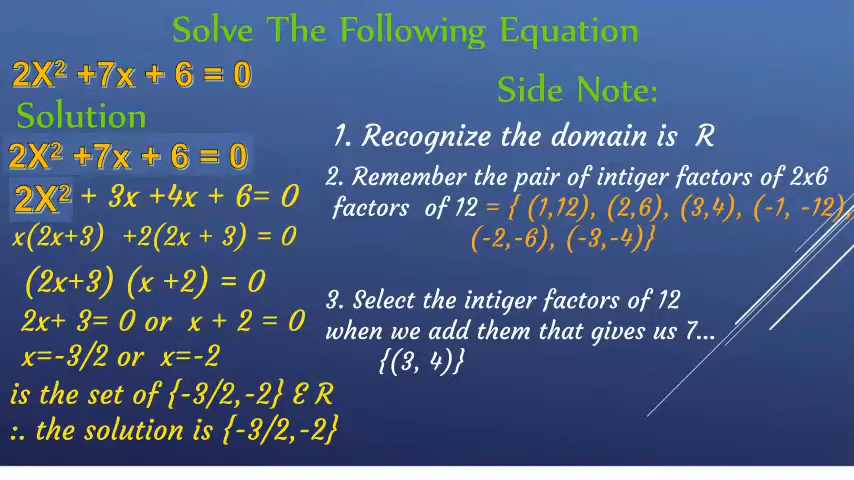 Solve The Following Equation
2X² +7x + 6 = 0
Solution
2X² +7x + 6 = 0
2X² + 3x +4x + 6= 0
x(2x+3) +2(2x + 3) = 0
(2x+3) (x +2) = 0
2x+ 3= 0 or x + 2 = 0
x=-3/2 or x=-2
is the set of {-3/2,-2} ℇ R
:. the solution is {-3/2,-2}
Side Note:
1. Recognize the domain is R
2. Remember the pair of intiger factors of 2x6
factors of 12 = { (1,12), (2,6), (3,4), (-1, -12),
(-2,-6), (-3,-4)}
3. Select the intiger factors of 12
when we add them that gives us 7...
{(3, 4)}